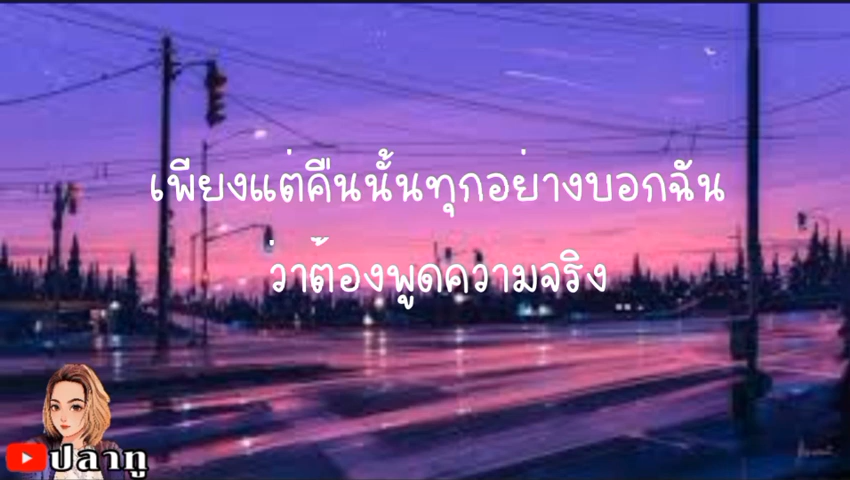 เพียงแต่คืนนั้นทุกอย่างบอกฉัน
ว่าต้องพูดความจริง
ปลาทู